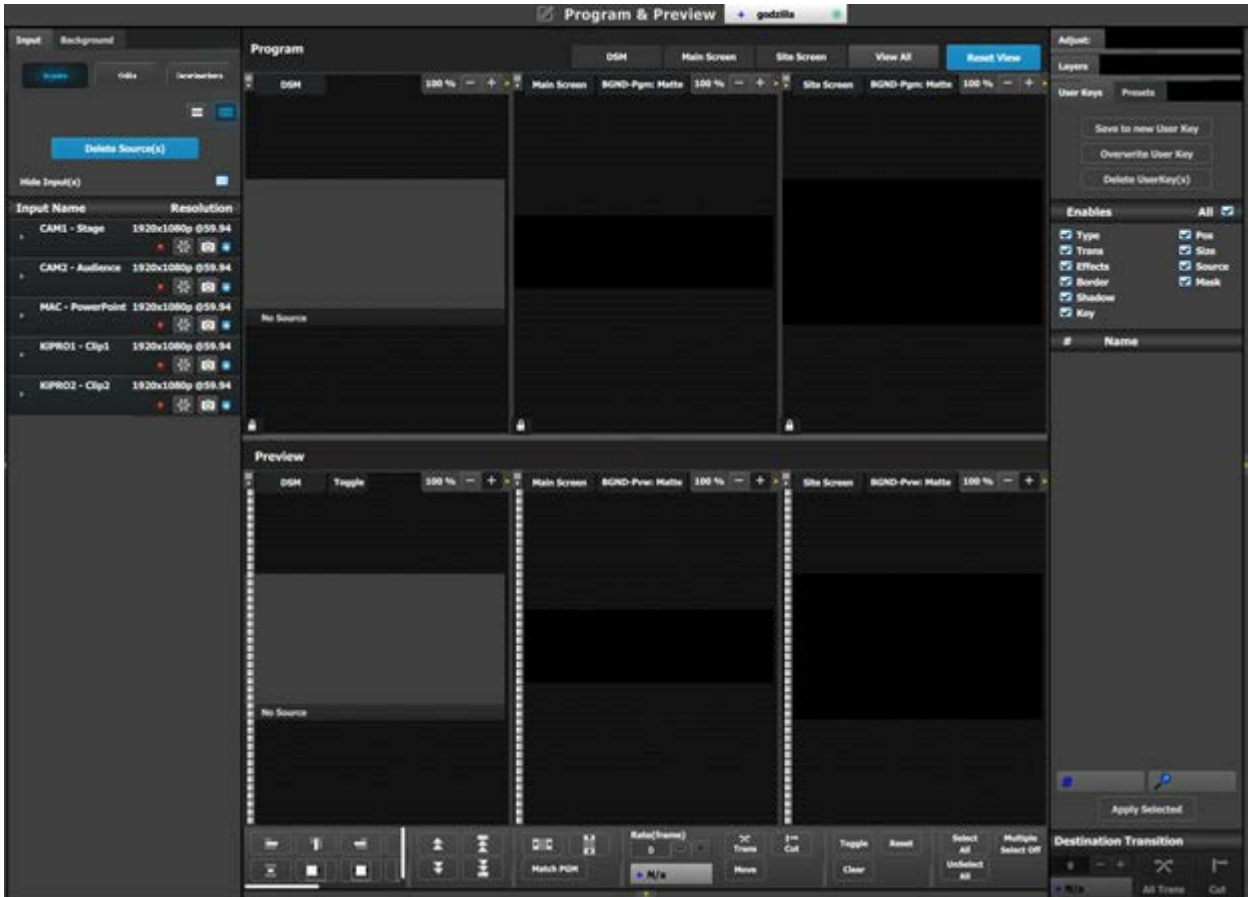 Program & Preview
godzilla
Input Background
Inputs
Delete Source(s)
Hide Input(s)
Input Name Resolution
CAM1 - Stage 1920x1080p @59.94
CAM2 - Audience 1920x1080p @59.94
MAC - PowerPoint 1920x1080p @59.94
KiPRO1 - Clip1 1920x1080p @59.94
KiPRO2 - Clip2 1920x1080p @59.94
Program
DSM Main Screen Site Screen View All Reset View
DSM 100 % − +
Main Screen BGND-Pgm: Matte 100 % − +
Site Screen BGND-Pgm: Matte 100 % − +
No Source
Preview
DSM Toggle 100 % − +
Main Screen BGND-Pvw: Matte 100 % − +
Site Screen BGND-Pvw: Matte 100 % − +
No Source
Match PGM
Rate(frame)
0
N/a
Trans
Cut
Move
Toggle
Reset
Clear
Select All
Multiple Select Off
UnSelect All
Adjust:
Layers
User Keys Presets
Save to new User Key
Overwrite User Key
Delete UserKey(s)
Enables All
Type Pos
Trans Size
Effects Source
Border Mask
Shadow
Key
# Name
#
Apply Selected
Destination Transition
N/a
All Trans
Cut